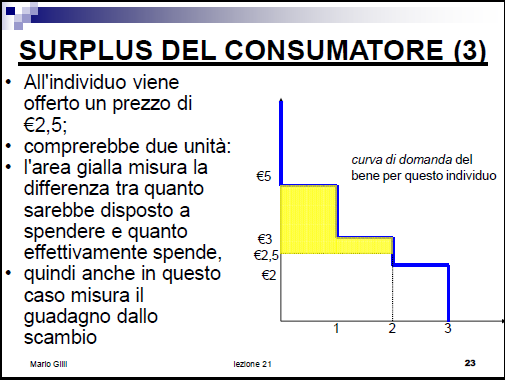 SURPLUS DEL CONSUMATORE (3)
• All'individuo viene
offerto un prezzo di
€2,5;
• comprerebbe due unità:
• l'area gialla misura la
differenza tra quanto
sarebbe disposto a
spendere e quanto
effettivamente spende,
• quindi anche in questo
caso misura il
guadagno dallo
scambio
curva di domanda del
bene per questo individuo
€5
€3
€2,5
€2
1 2 3
Mario Gilli lezione 21 23